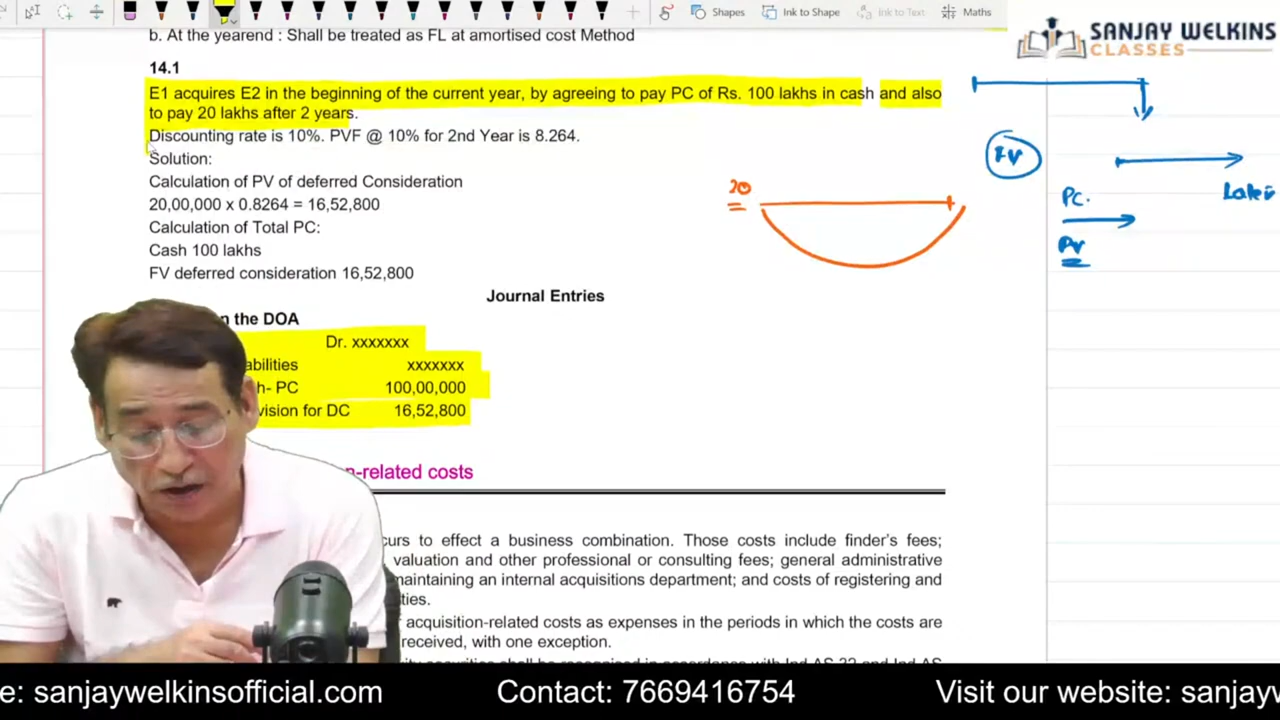 Shapes
Ink to Shape
Ink to Text
Maths
SANJAY WELKINS
CLASSES
b. At the yearend : Shall be treated as FL at amortised cost Method
14.1
E1 acquires E2 in the beginning of the current year, by agreeing to pay PC of Rs. 100 lakhs in cash and also
to pay 20 lakhs after 2 years.
Discounting rate is 10%. PVF @ 10% for 2nd Year is 8.264.
Solution:
Calculation of PV of deferred Consideration
20,00,000 x 0.8264 = 16,52,800
Calculation of Total PC:
Cash 100 lakhs
FV deferred consideration 16,52,800
20
FV
PC.
Later
PV
Journal Entries
n the DOA
Dr. xxxxxxx
abilities xxxxxxx
h- PC 100,00,000
vision for DC 16,52,800
n-related costs
curs to effect a business combination. Those costs include finder's fees;
valuation and other professional or consulting fees; general administrative
maintaining an internal acquisitions department; and costs of registering and
ties.
acquisition-related costs as expenses in the periods in which the costs are
received, with one exception.
e: sanjaywelkinsofficial.com Contact: 7669416754 Visit our website: sanjayw